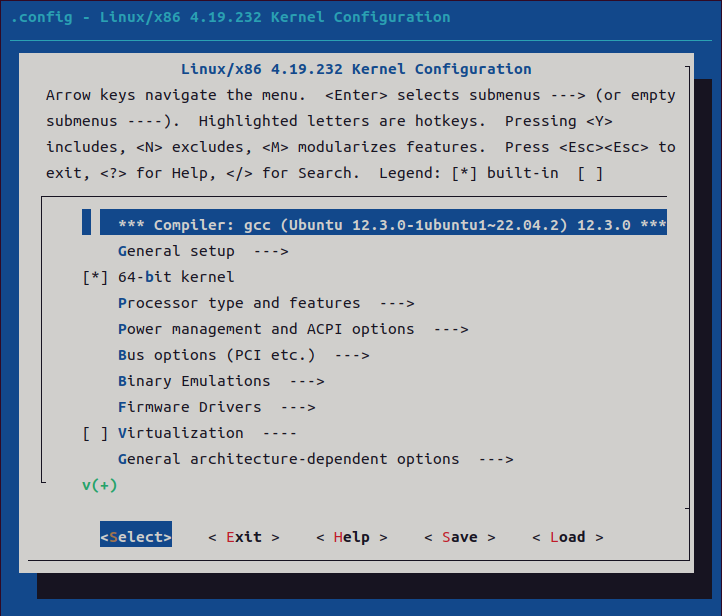 .config - Linux/x86 4.19.232 Kernel Configuration
Linux/x86 4.19.232 Kernel Configuration
Arrow keys navigate the menu.  <Enter> selects submenus ---> (or empty
submenus ----).  Highlighted letters are hotkeys.  Pressing <Y>
includes, <N> excludes, <M> modularizes features.  Press <Esc><Esc> to
exit, <?> for Help, </> for Search.  Legend: [*] built-in  [ ]
*** Compiler: gcc (Ubuntu 12.3.0-1ubuntu1~22.04.2) 12.3.0 ***
General setup  --->
[*] 64-bit kernel
Processor type and features  --->
Power management and ACPI options  --->
Bus options (PCI etc.)  --->
Binary Emulations  --->
Firmware Drivers  --->
[ ] Virtualization  ----
General architecture-dependent options  --->
v(+)
<Select>    < Exit >    < Help >    < Save >    < Load >